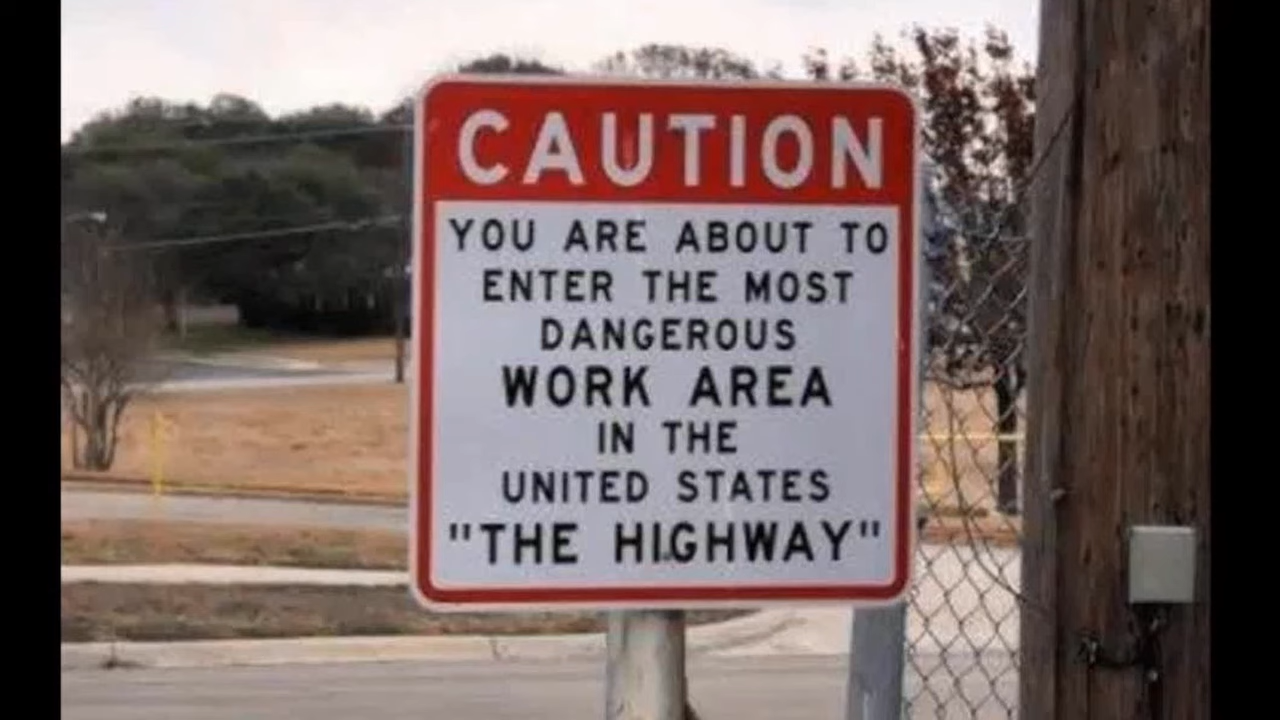 CAUTION
YOU ARE ABOUT TO
ENTER THE MOST
DANGEROUS
WORK AREA
IN THE
UNITED STATES
"THE HIGHWAY"